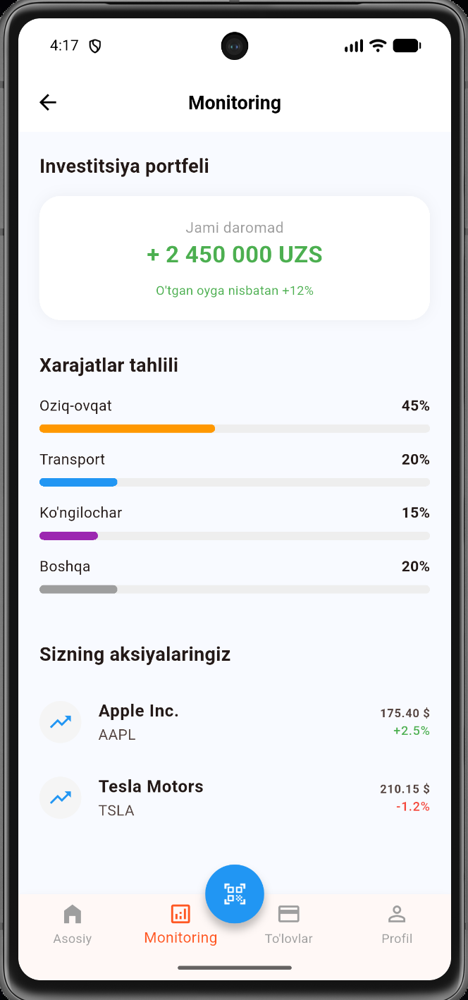 4:17
Monitoring
Investitsiya portfeli
Jami daromad
+ 2 450 000 UZS
O'tgan oyga nisbatan +12%
Xarajatlar tahlili
Oziq-ovqat 45%
Transport 20%
Ko'ngilochar 15%
Boshqa 20%
Sizning aksiyalaringiz
Apple Inc. 175.40 $
AAPL +2.5%
Tesla Motors 210.15 $
TSLA -1.2%
Asosiy Monitoring To'lovlar Profil